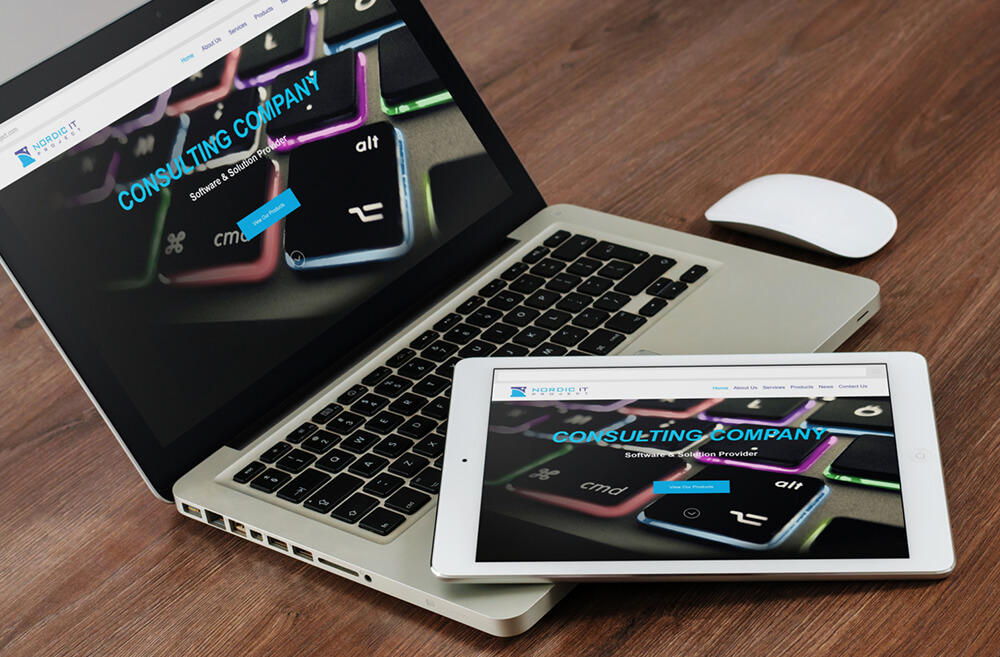 Home About Us Services Products
ject.com
NORDIC IT
PROJECT
CONSULTING COMPANY
Software & Solution Provider
View Our Products
alt
cmd
NORDIC IT
PROJECT
Home About Us Services Products News Contact Us
CONSULTING COMPANY
Software & Solution Provider
View Our Products
cmd
alt